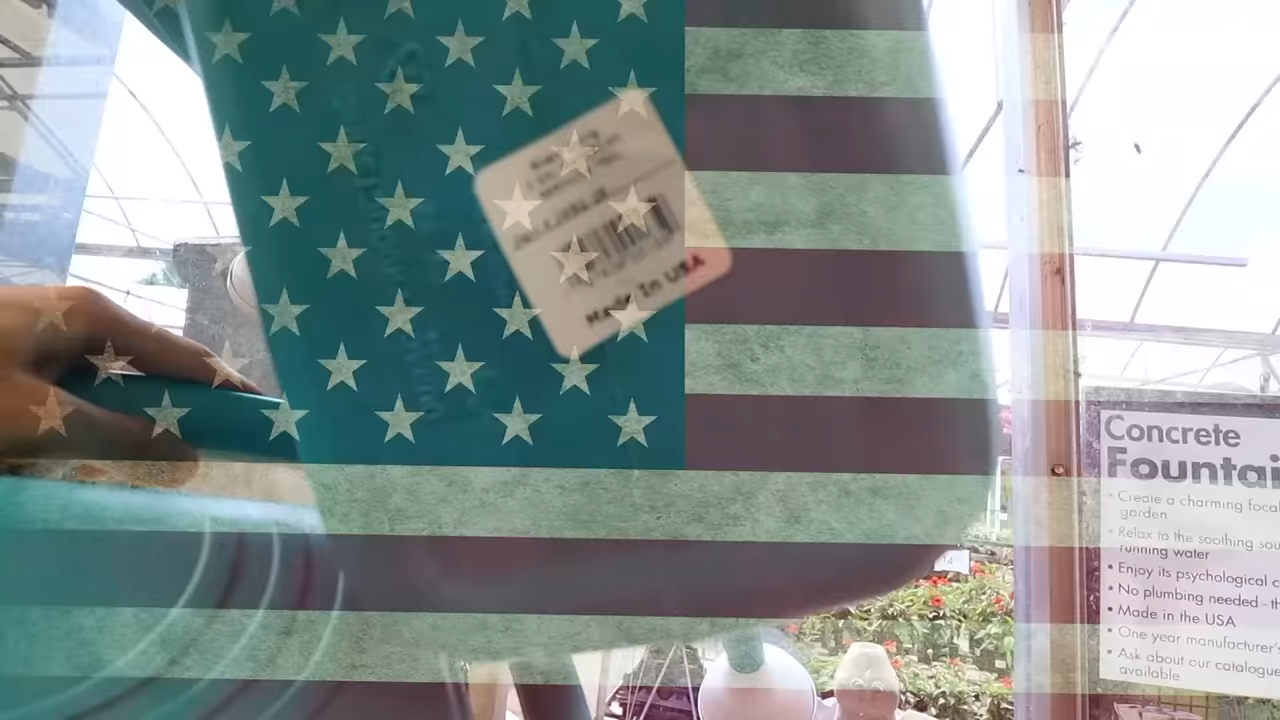 Made In USA
Concrete
Fountai
• Create a charming focal
garden
• Relax to the soothing sou
running water
• Enjoy its psychological c
• No plumbing needed - th
• Made in the USA
• One year manufacturer's
• Ask about our catalogue
available